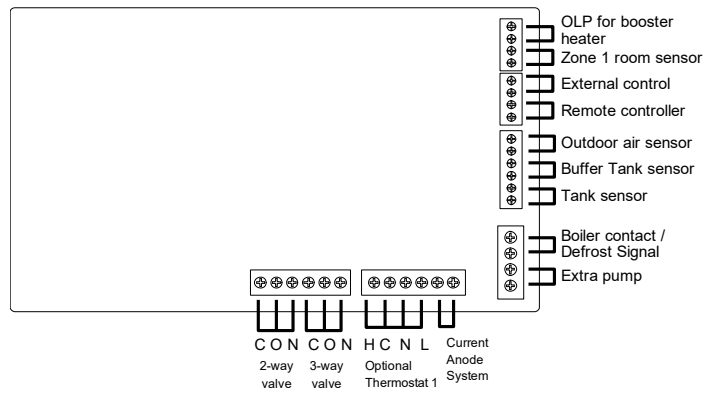 OLP for booster
heater
Zone 1 room sensor
External control
Remote controller
Outdoor air sensor
Buffer Tank sensor
Tank sensor
Boiler contact /
Defrost Signal
Extra pump
C O N C O N H C N L
2-way
valve
3-way
valve
Optional
Thermostat 1
Current
Anode
System